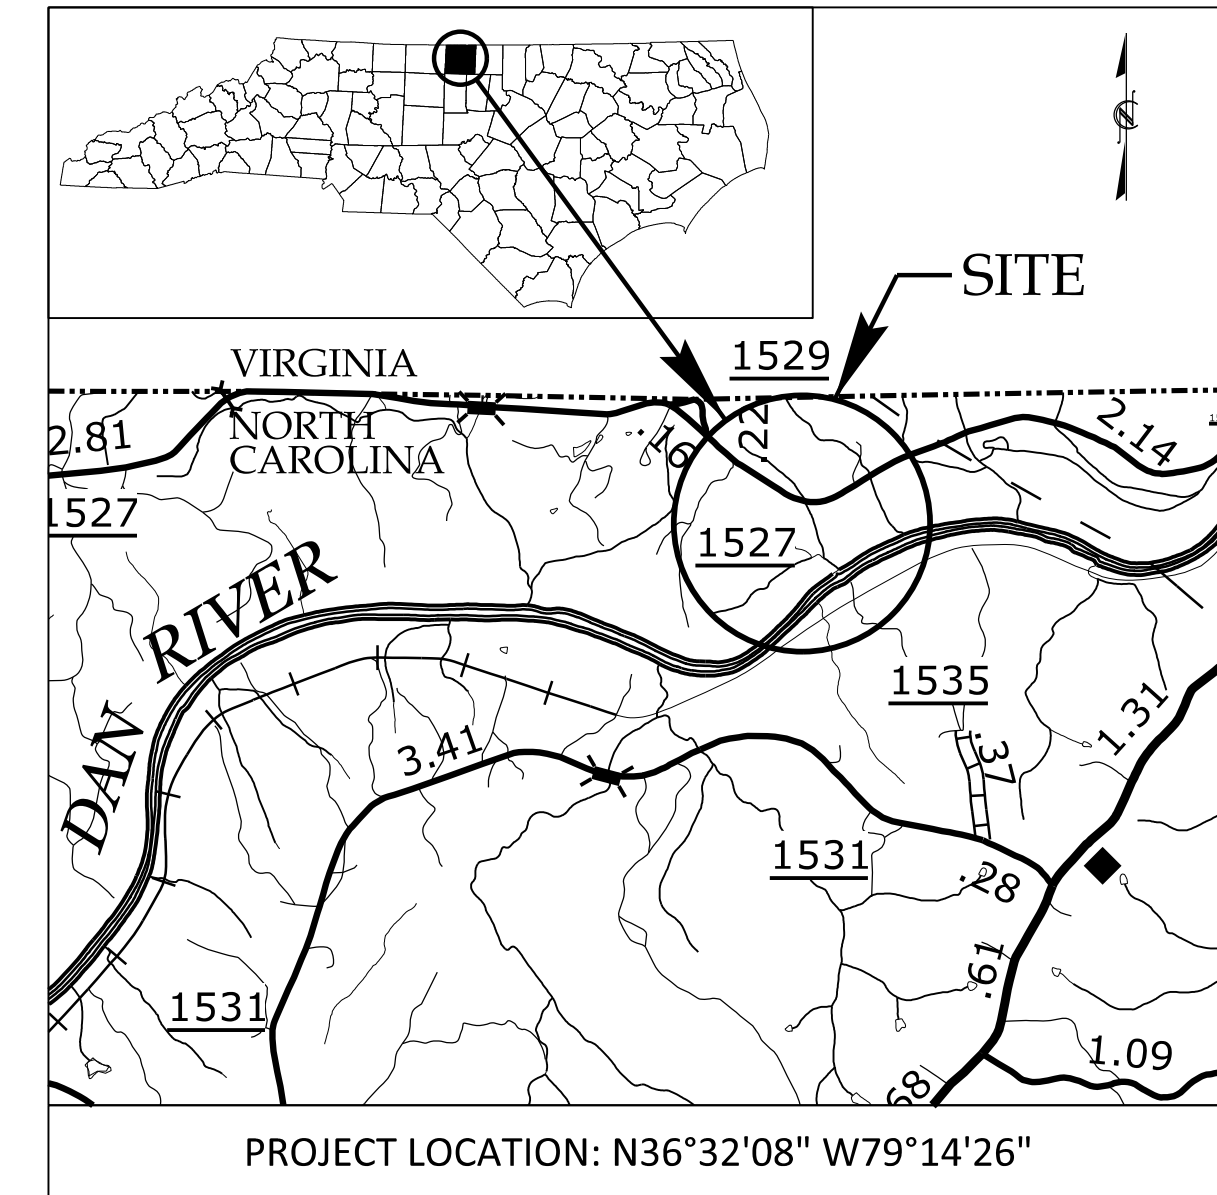 SITE
1529
VIRGINIA
NORTH
CAROLINA
2.81
.16
.22
2.14
1527
1527
DAN RIVER
1535
1.31
.37
3.41
1531
.28
.61
1531
1.09
.68
PROJECT LOCATION: N36°32'08" W79°14'26"